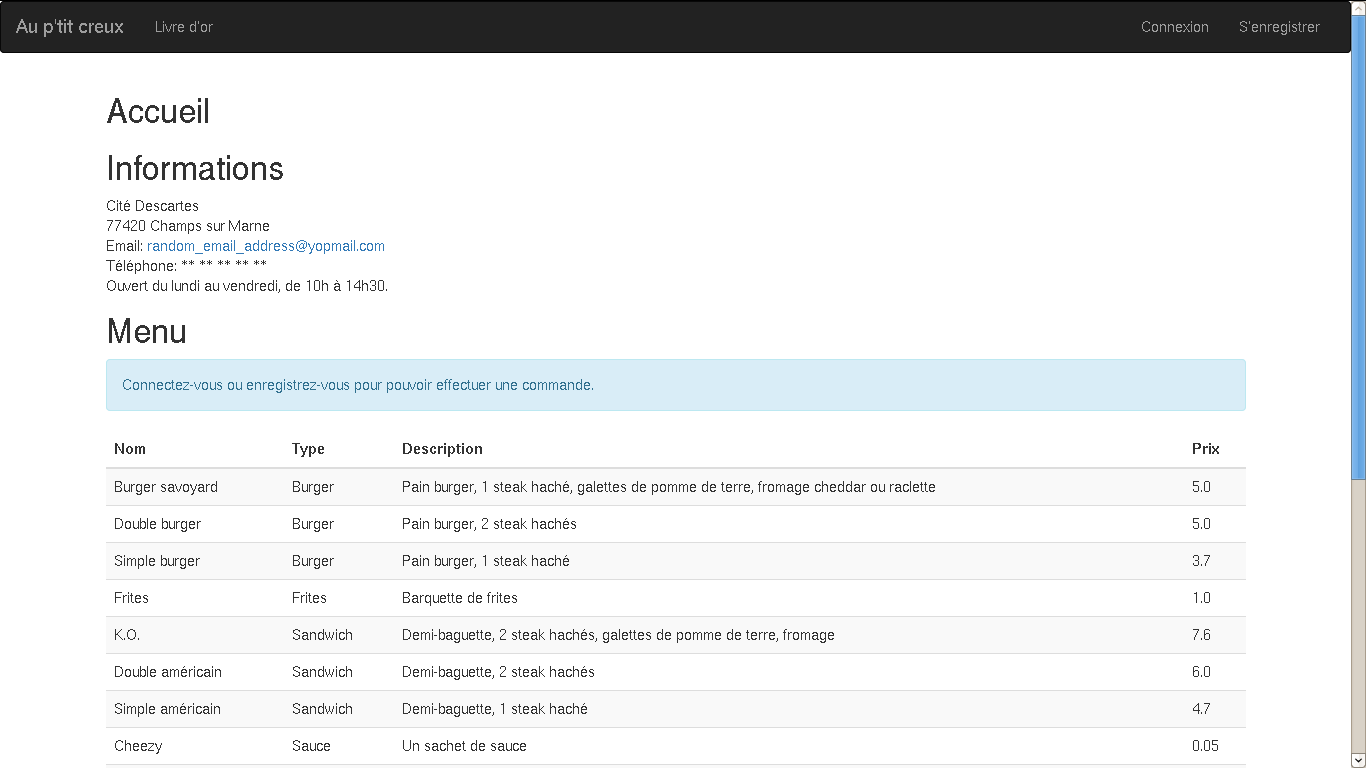 Au p'tit creux Livre d'or Connexion S'enregistrer
Accueil
Informations
Cité Descartes
77420 Champs sur Marne
Email: random_email_address@yopmail.com
Téléphone: ** ** ** ** **
Ouvert du lundi au vendredi, de 10h à 14h30.
Menu
Connectez-vous ou enregistrez-vous pour pouvoir effectuer une commande.
Nom Type Description Prix
Burger savoyard Burger Pain burger, 1 steak haché, galettes de pomme de terre, fromage cheddar ou raclette 5.0
Double burger Burger Pain burger, 2 steak hachés 5.0
Simple burger Burger Pain burger, 1 steak haché 3.7
Frites Frites Barquette de frites 1.0
K.O. Sandwich Demi-baguette, 2 steak hachés, galettes de pomme de terre, fromage 7.6
Double américain Sandwich Demi-baguette, 2 steak hachés 6.0
Simple américain Sandwich Demi-baguette, 1 steak haché 4.7
Cheezy Sauce Un sachet de sauce 0.05